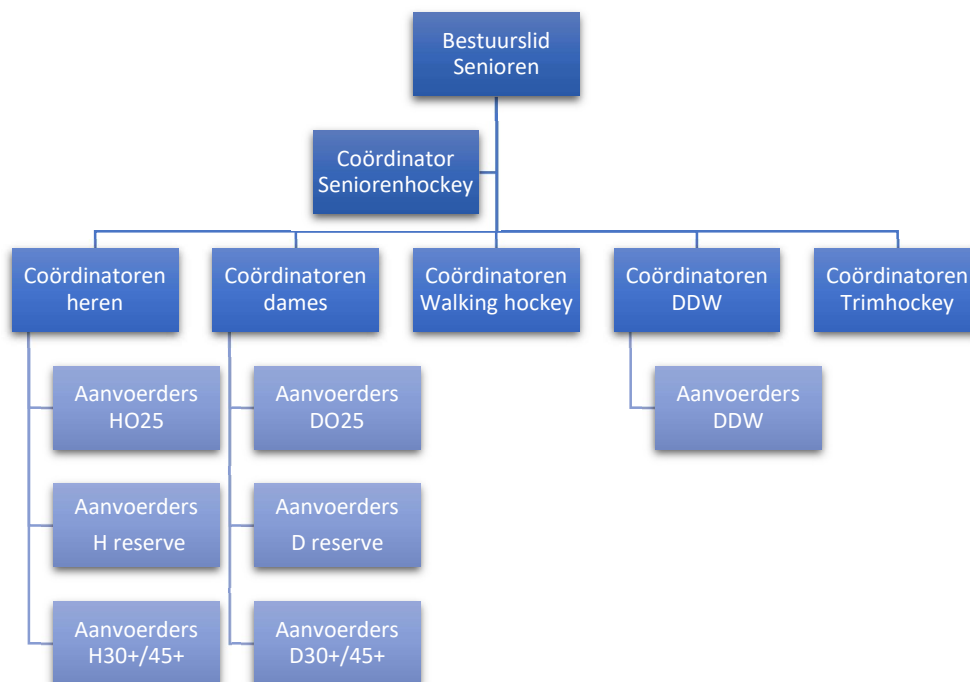 Bestuurslid
Senioren
Coördinator
Seniorenhockey
Coördinatoren
heren
Coördinatoren
dames
Coördinatoren
Walking hockey
Coördinatoren
DDW
Coördinatoren
Trimhockey
Aanvoerders
HO25
Aanvoerders
DO25
Aanvoerders
DDW
Aanvoerders
H reserve
Aanvoerders
D reserve
Aanvoerders
H30+/45+
Aanvoerders
D30+/45+